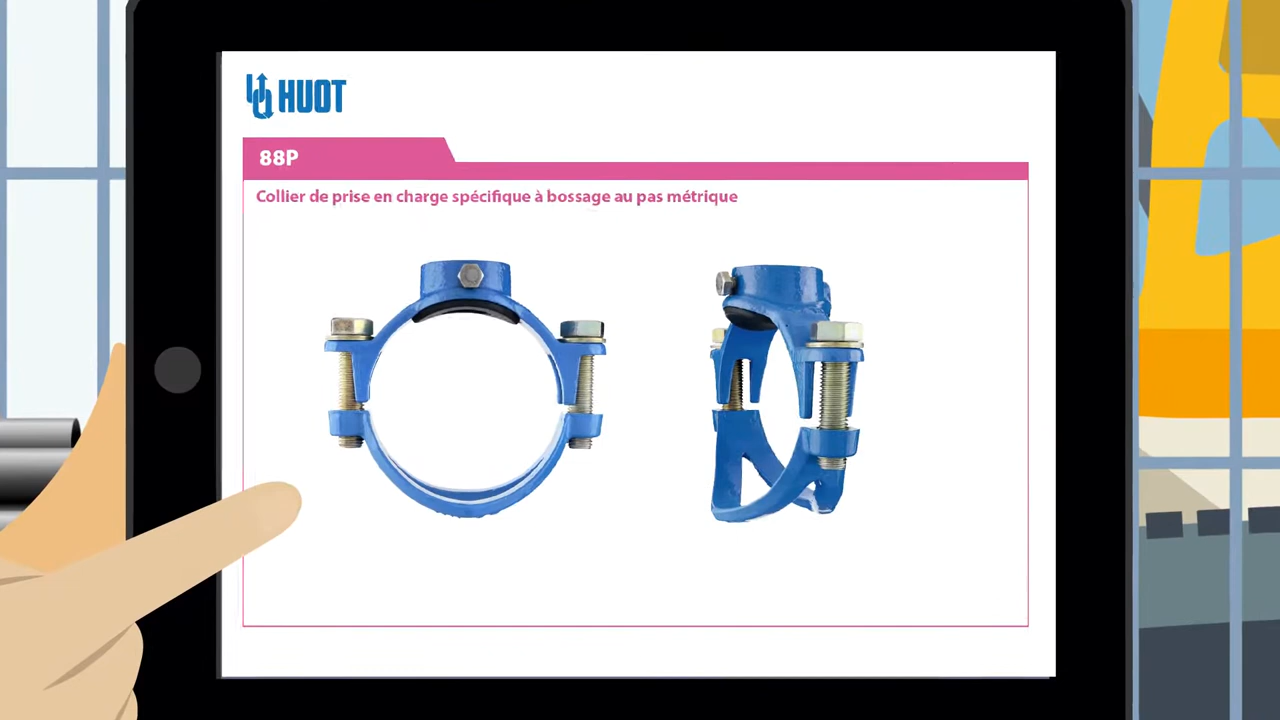 HUOT
88P
Collier de prise en charge spécifique à bossage au pas métrique